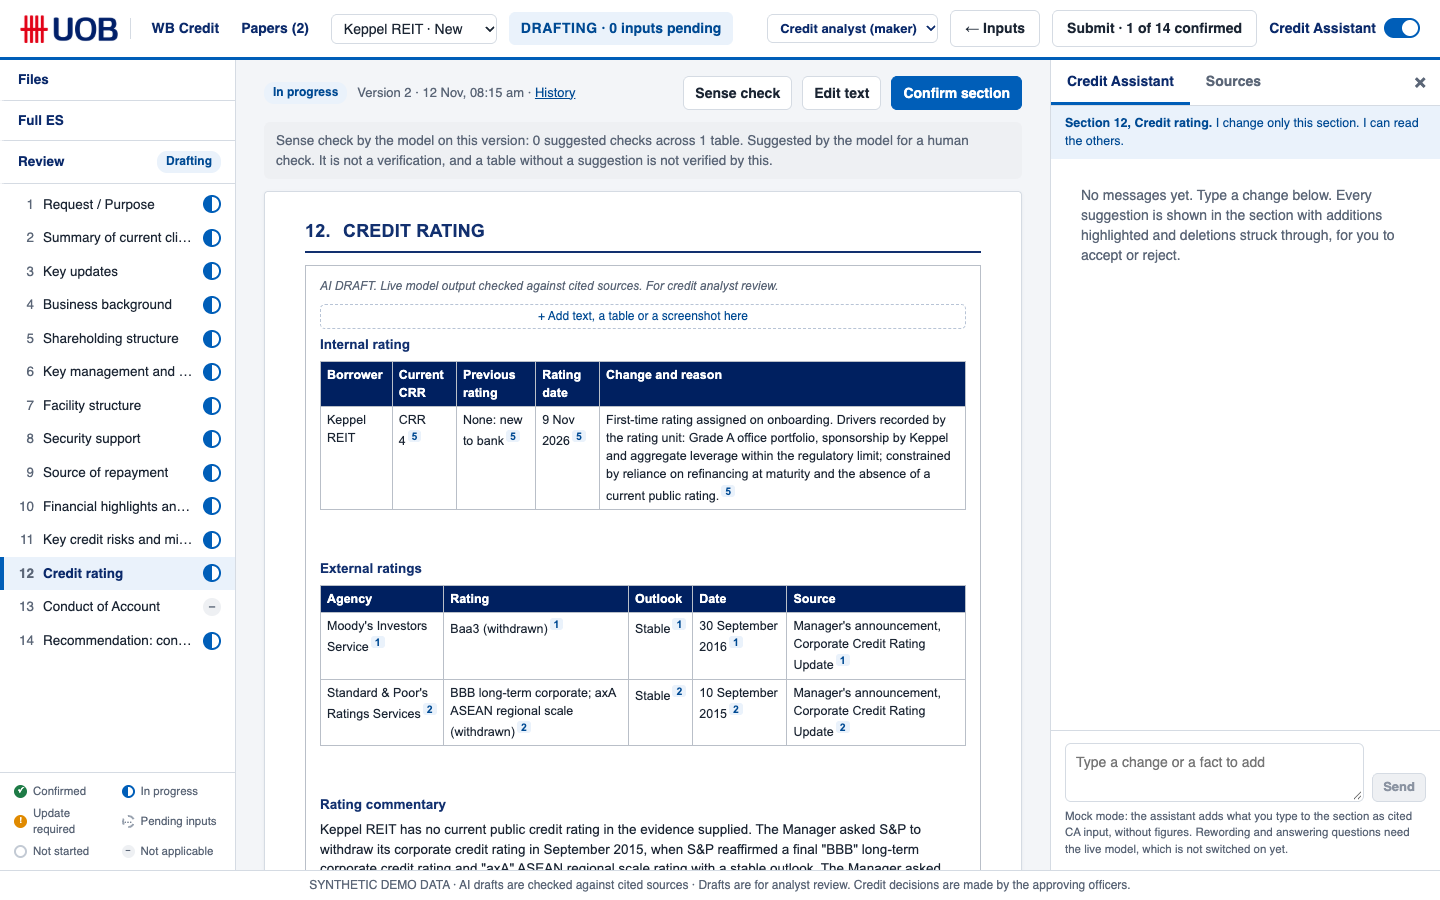 UOB
WB Credit
Papers (2)
Keppel REIT · New
DRAFTING · 0 inputs pending
Credit analyst (maker)
← Inputs
Submit · 1 of 14 confirmed
Credit Assistant
Files
Full ES
Review
Drafting
1 Request / Purpose
2 Summary of current cli...
3 Key updates
4 Business background
5 Shareholding structure
6 Key management and ...
7 Facility structure
8 Security support
9 Source of repayment
10 Financial highlights an...
11 Key credit risks and mi...
12 Credit rating
13 Conduct of Account
14 Recommendation: con...
Confirmed
In progress
Update required
Pending inputs
Not started
Not applicable
In progress
Version 2 · 12 Nov, 08:15 am · History
Sense check
Edit text
Confirm section
Sense check by the model on this version: 0 suggested checks across 1 table. Suggested by the model for a human
check. It is not a verification, and a table without a suggestion is not verified by this.
12. CREDIT RATING
AI DRAFT. Live model output checked against cited sources. For credit analyst review.
+ Add text, a table or a screenshot here
Internal rating
Borrower
Current CRR
Previous rating
Rating date
Change and reason
Keppel REIT
CRR 4 5
None: new to bank 5
9 Nov 2026 5
First-time rating assigned on onboarding. Drivers recorded by
the rating unit: Grade A office portfolio, sponsorship by Keppel
and aggregate leverage within the regulatory limit; constrained
by reliance on refinancing at maturity and the absence of a
current public rating. 5
External ratings
Agency
Rating
Outlook
Date
Source
Moody's Investors Service 1
Baa3 (withdrawn) 1
Stable 1
30 September 2016 1
Manager's announcement, Corporate Credit Rating Update 1
Standard & Poor's Ratings Services 2
BBB long-term corporate; axA ASEAN regional scale (withdrawn) 2
Stable 2
10 September 2015 2
Manager's announcement, Corporate Credit Rating Update 2
Rating commentary
Keppel REIT has no current public credit rating in the evidence supplied. The Manager asked S&P to
withdraw its corporate credit rating in September 2015, when S&P reaffirmed a final "BBB" long-term
corporate credit rating and "axA" ASEAN regional scale rating with a stable outlook. The Manager asked
Credit Assistant
Sources
Section 12, Credit rating. I change only this section. I can read
the others.
No messages yet. Type a change below. Every
suggestion is shown in the section with additions
highlighted and deletions struck through, for you to
accept or reject.
Type a change or a fact to add
Send
Mock mode: the assistant adds what you type to the section as cited
CA input, without figures. Rewording and answering questions need
the live model, which is not switched on yet.
SYNTHETIC DEMO DATA · AI drafts are checked against cited sources · Drafts are for analyst review. Credit decisions are made by the approving officers.